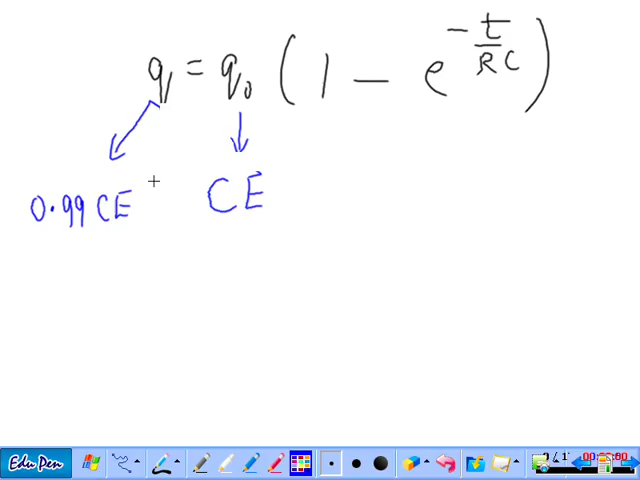 q = q₀ ( 1 − e^(−t/RC) )
0.99 CE CE
Edu Pen